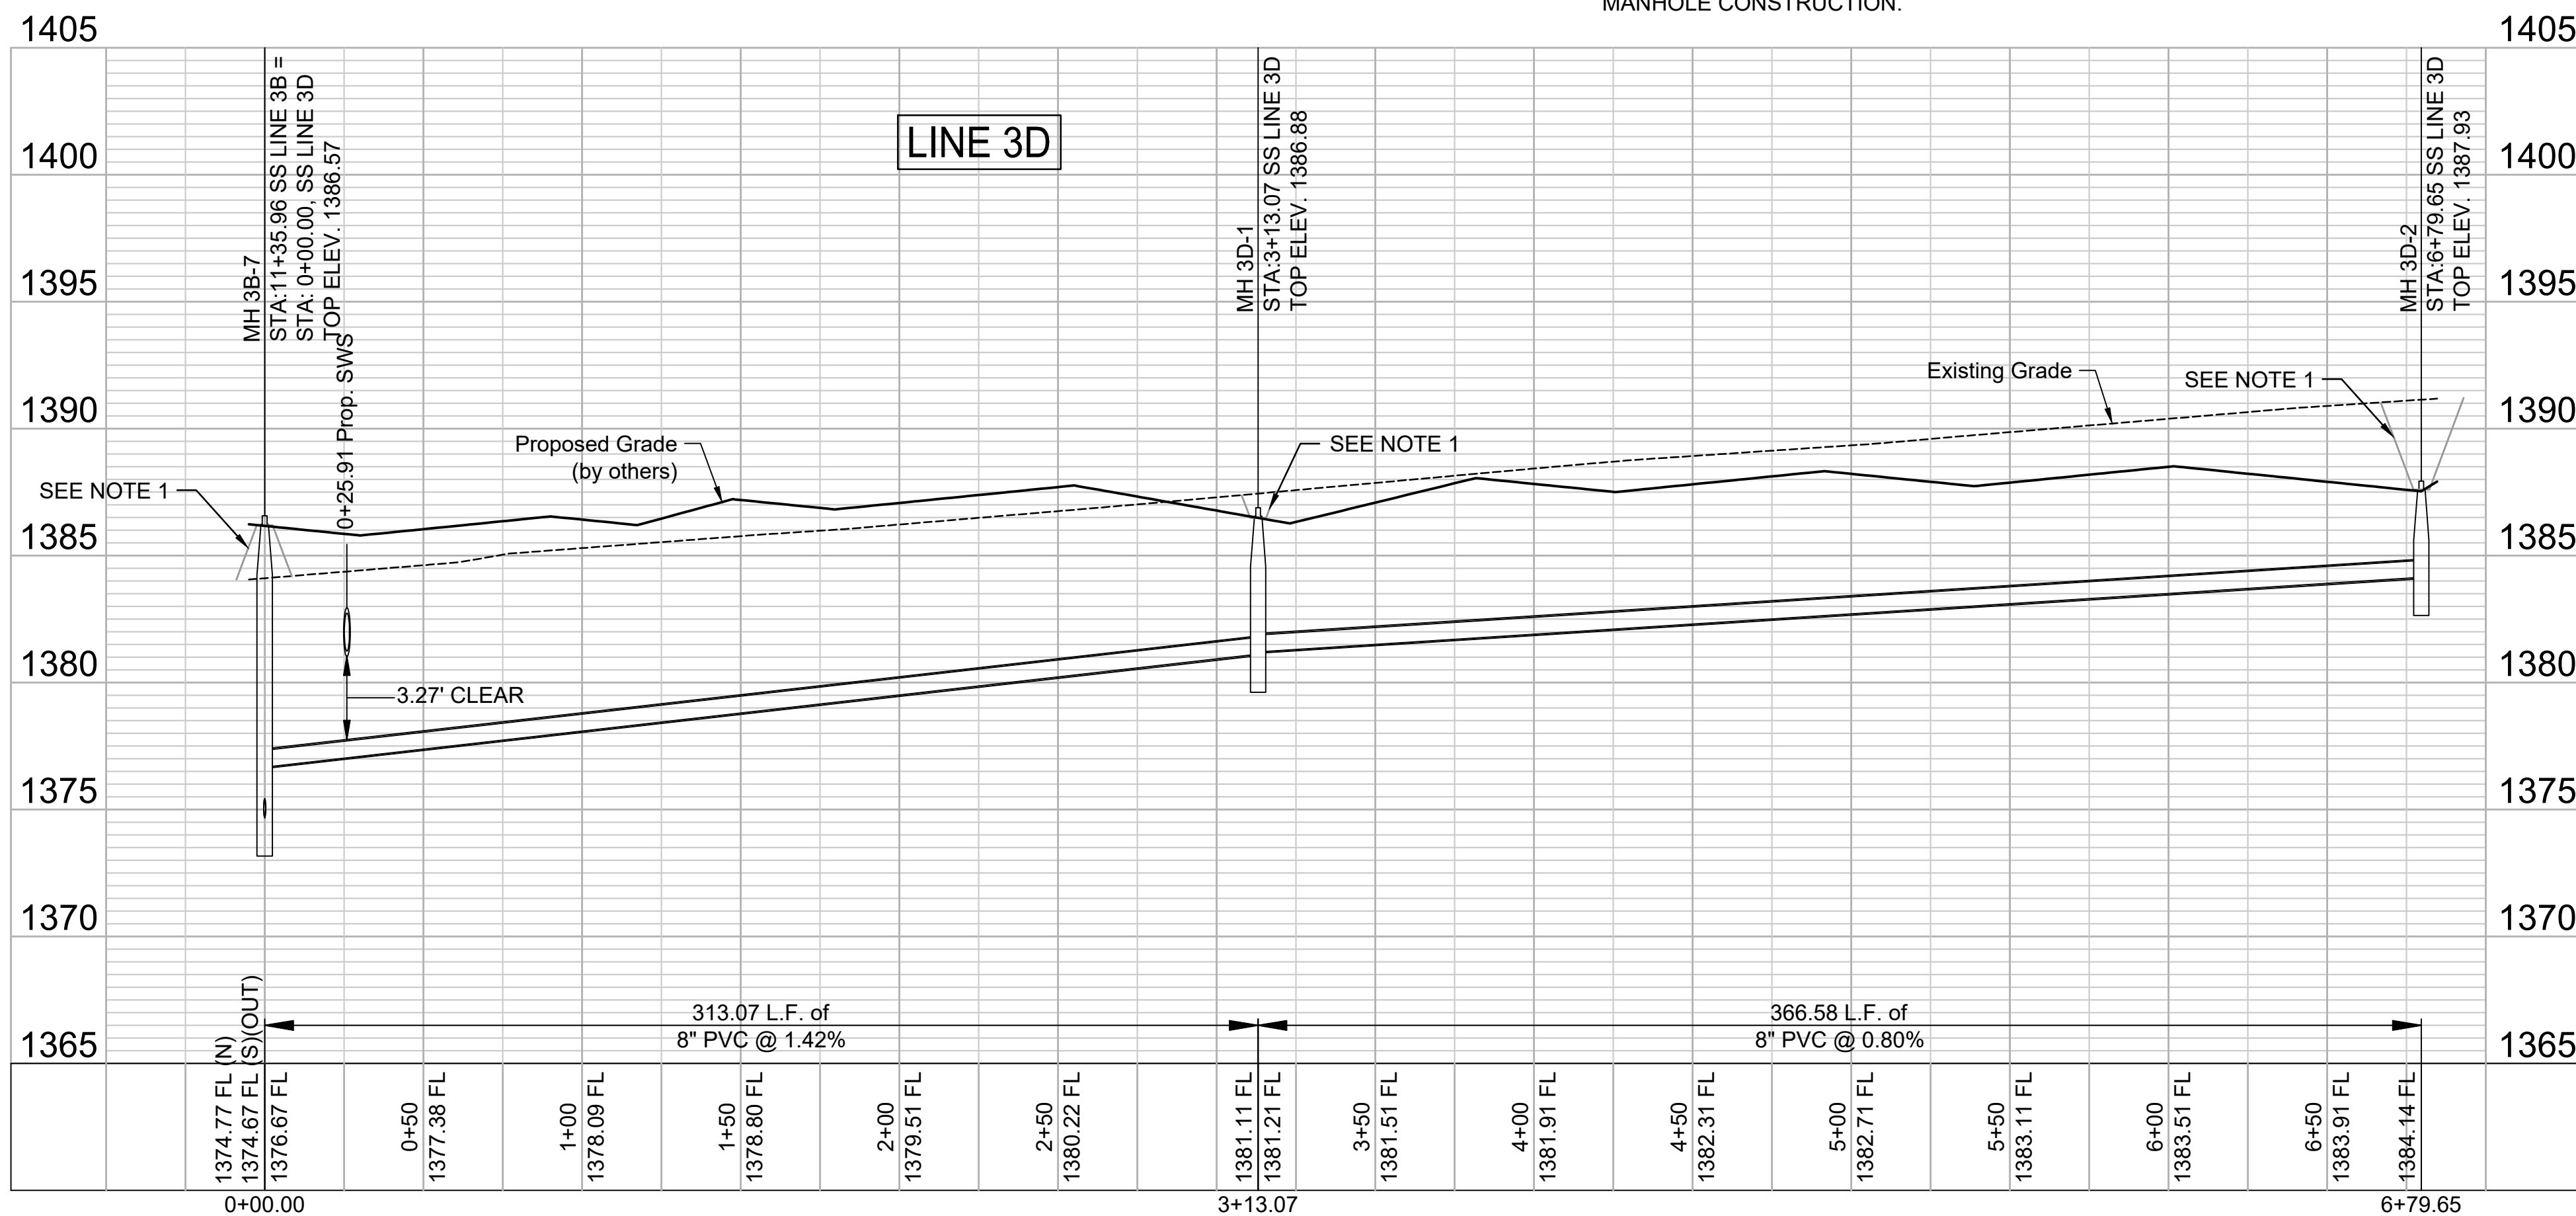 MANHOLE CONSTRUCTION.
1405
1405
1400
1400
1395
1395
1390
1390
1385
1385
1380
1380
1375
1375
1370
1370
1365
1365
LINE 3D
MH 3B-7
STA:11+35.96 SS LINE 3B =
STA: 0+00.00, SS LINE 3D
TOP ELEV. 1386.57
0+25.91 Prop. SWS
MH 3D-1
STA:3+13.07 SS LINE 3D
TOP ELEV. 1386.88
MH 3D-2
STA:6+79.65 SS LINE 3D
TOP ELEV. 1387.93
Existing Grade
SEE NOTE 1
Proposed Grade
(by others)
SEE NOTE 1
SEE NOTE 1
3.27' CLEAR
313.07 L.F. of
8" PVC @ 1.42%
366.58 L.F. of
8" PVC @ 0.80%
1374.77 FL (N)
1374.67 FL (S)(OUT)
1376.67 FL
0+50
1377.38 FL
1+00
1378.09 FL
1+50
1378.80 FL
2+00
1379.51 FL
2+50
1380.22 FL
1381.11 FL
1381.21 FL
3+50
1381.51 FL
4+00
1381.91 FL
4+50
1382.31 FL
5+00
1382.71 FL
5+50
1383.11 FL
6+00
1383.51 FL
6+50
1383.91 FL
1384.14 FL
0+00.00
3+13.07
6+79.65